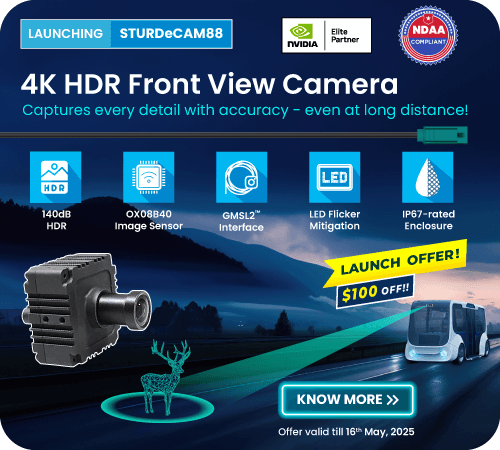 LAUNCHING STURDeCAM88
NVIDIA
Elite
Partner
NDAA
COMPLIANT
4K HDR Front View Camera
Captures every detail with accuracy - even at long distance!
HDR
LED
140dB
HDR
OX08B40
Image Sensor
GMSL2™
Interface
LED Flicker
Mitigation
IP67-rated
Enclosure
LAUNCH OFFER!
$100 OFF!!
KNOW MORE >>
Offer valid till 16th May, 2025